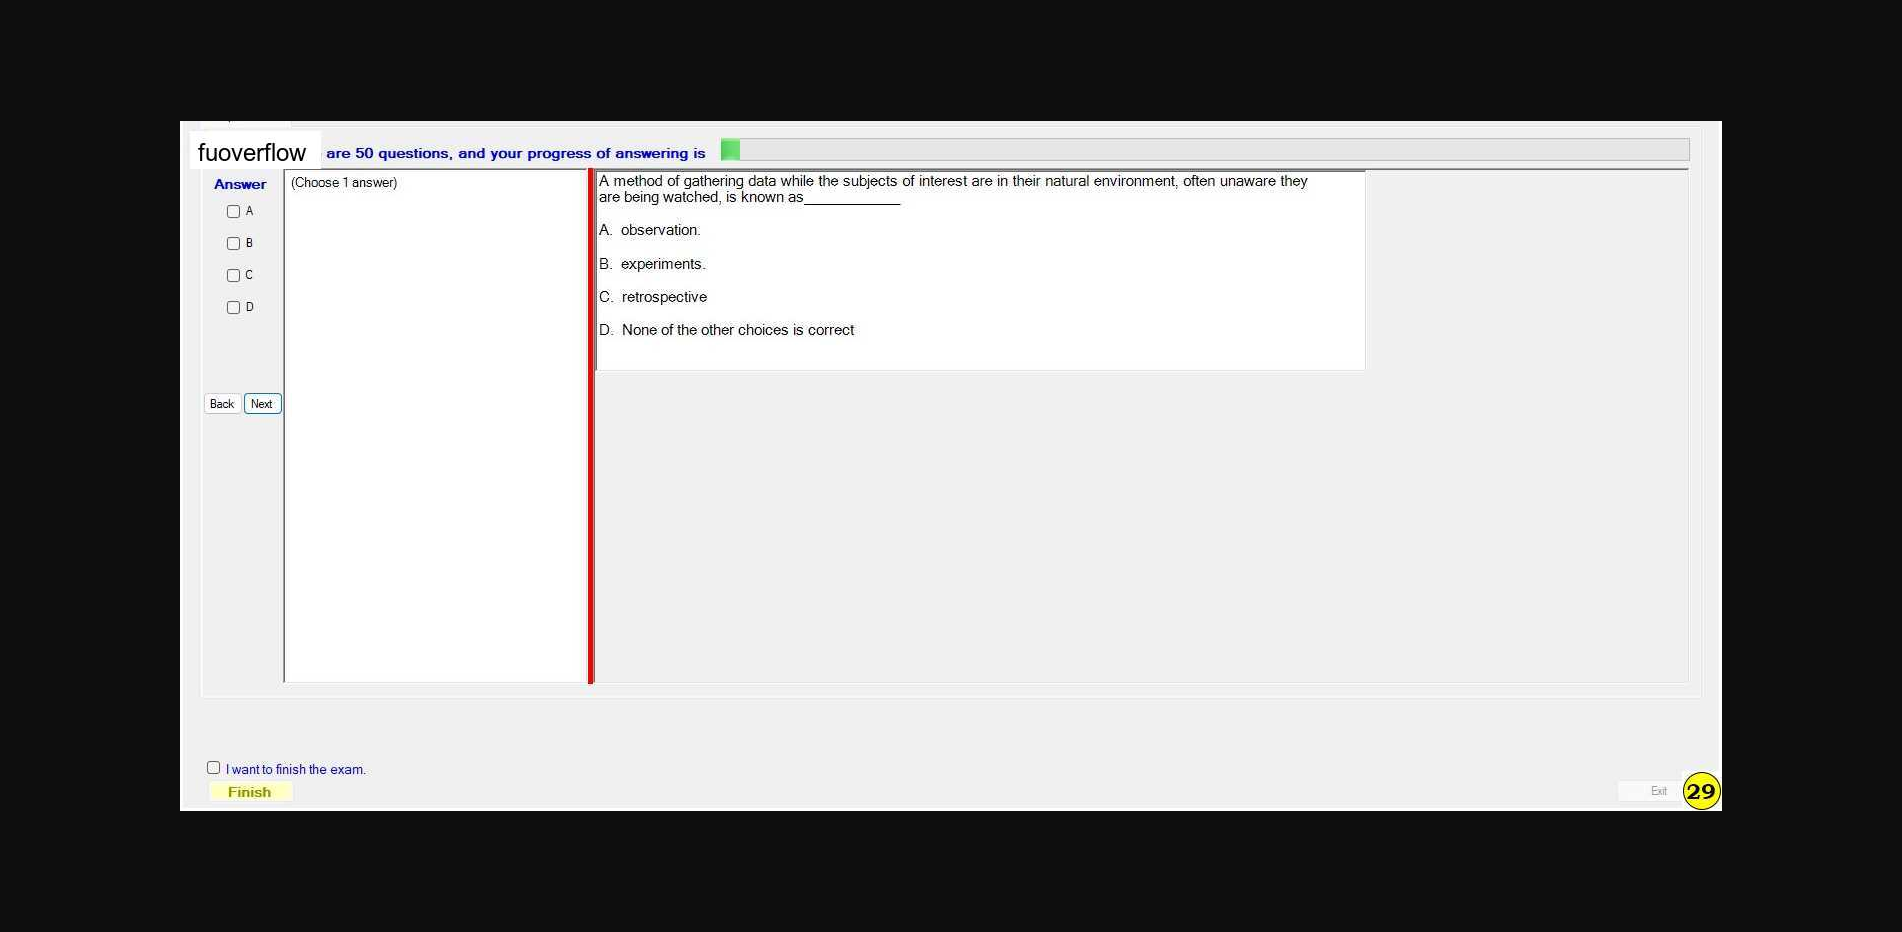 fuoverflow are 50 questions, and your progress of answering is
Answer
(Choose 1 answer)
A
B
C
D
Back Next
A method of gathering data while the subjects of interest are in their natural environment, often unaware they
are being watched, is known as____________
A. observation.
B. experiments.
C. retrospective
D. None of the other choices is correct
I want to finish the exam.
Finish
Exit
29